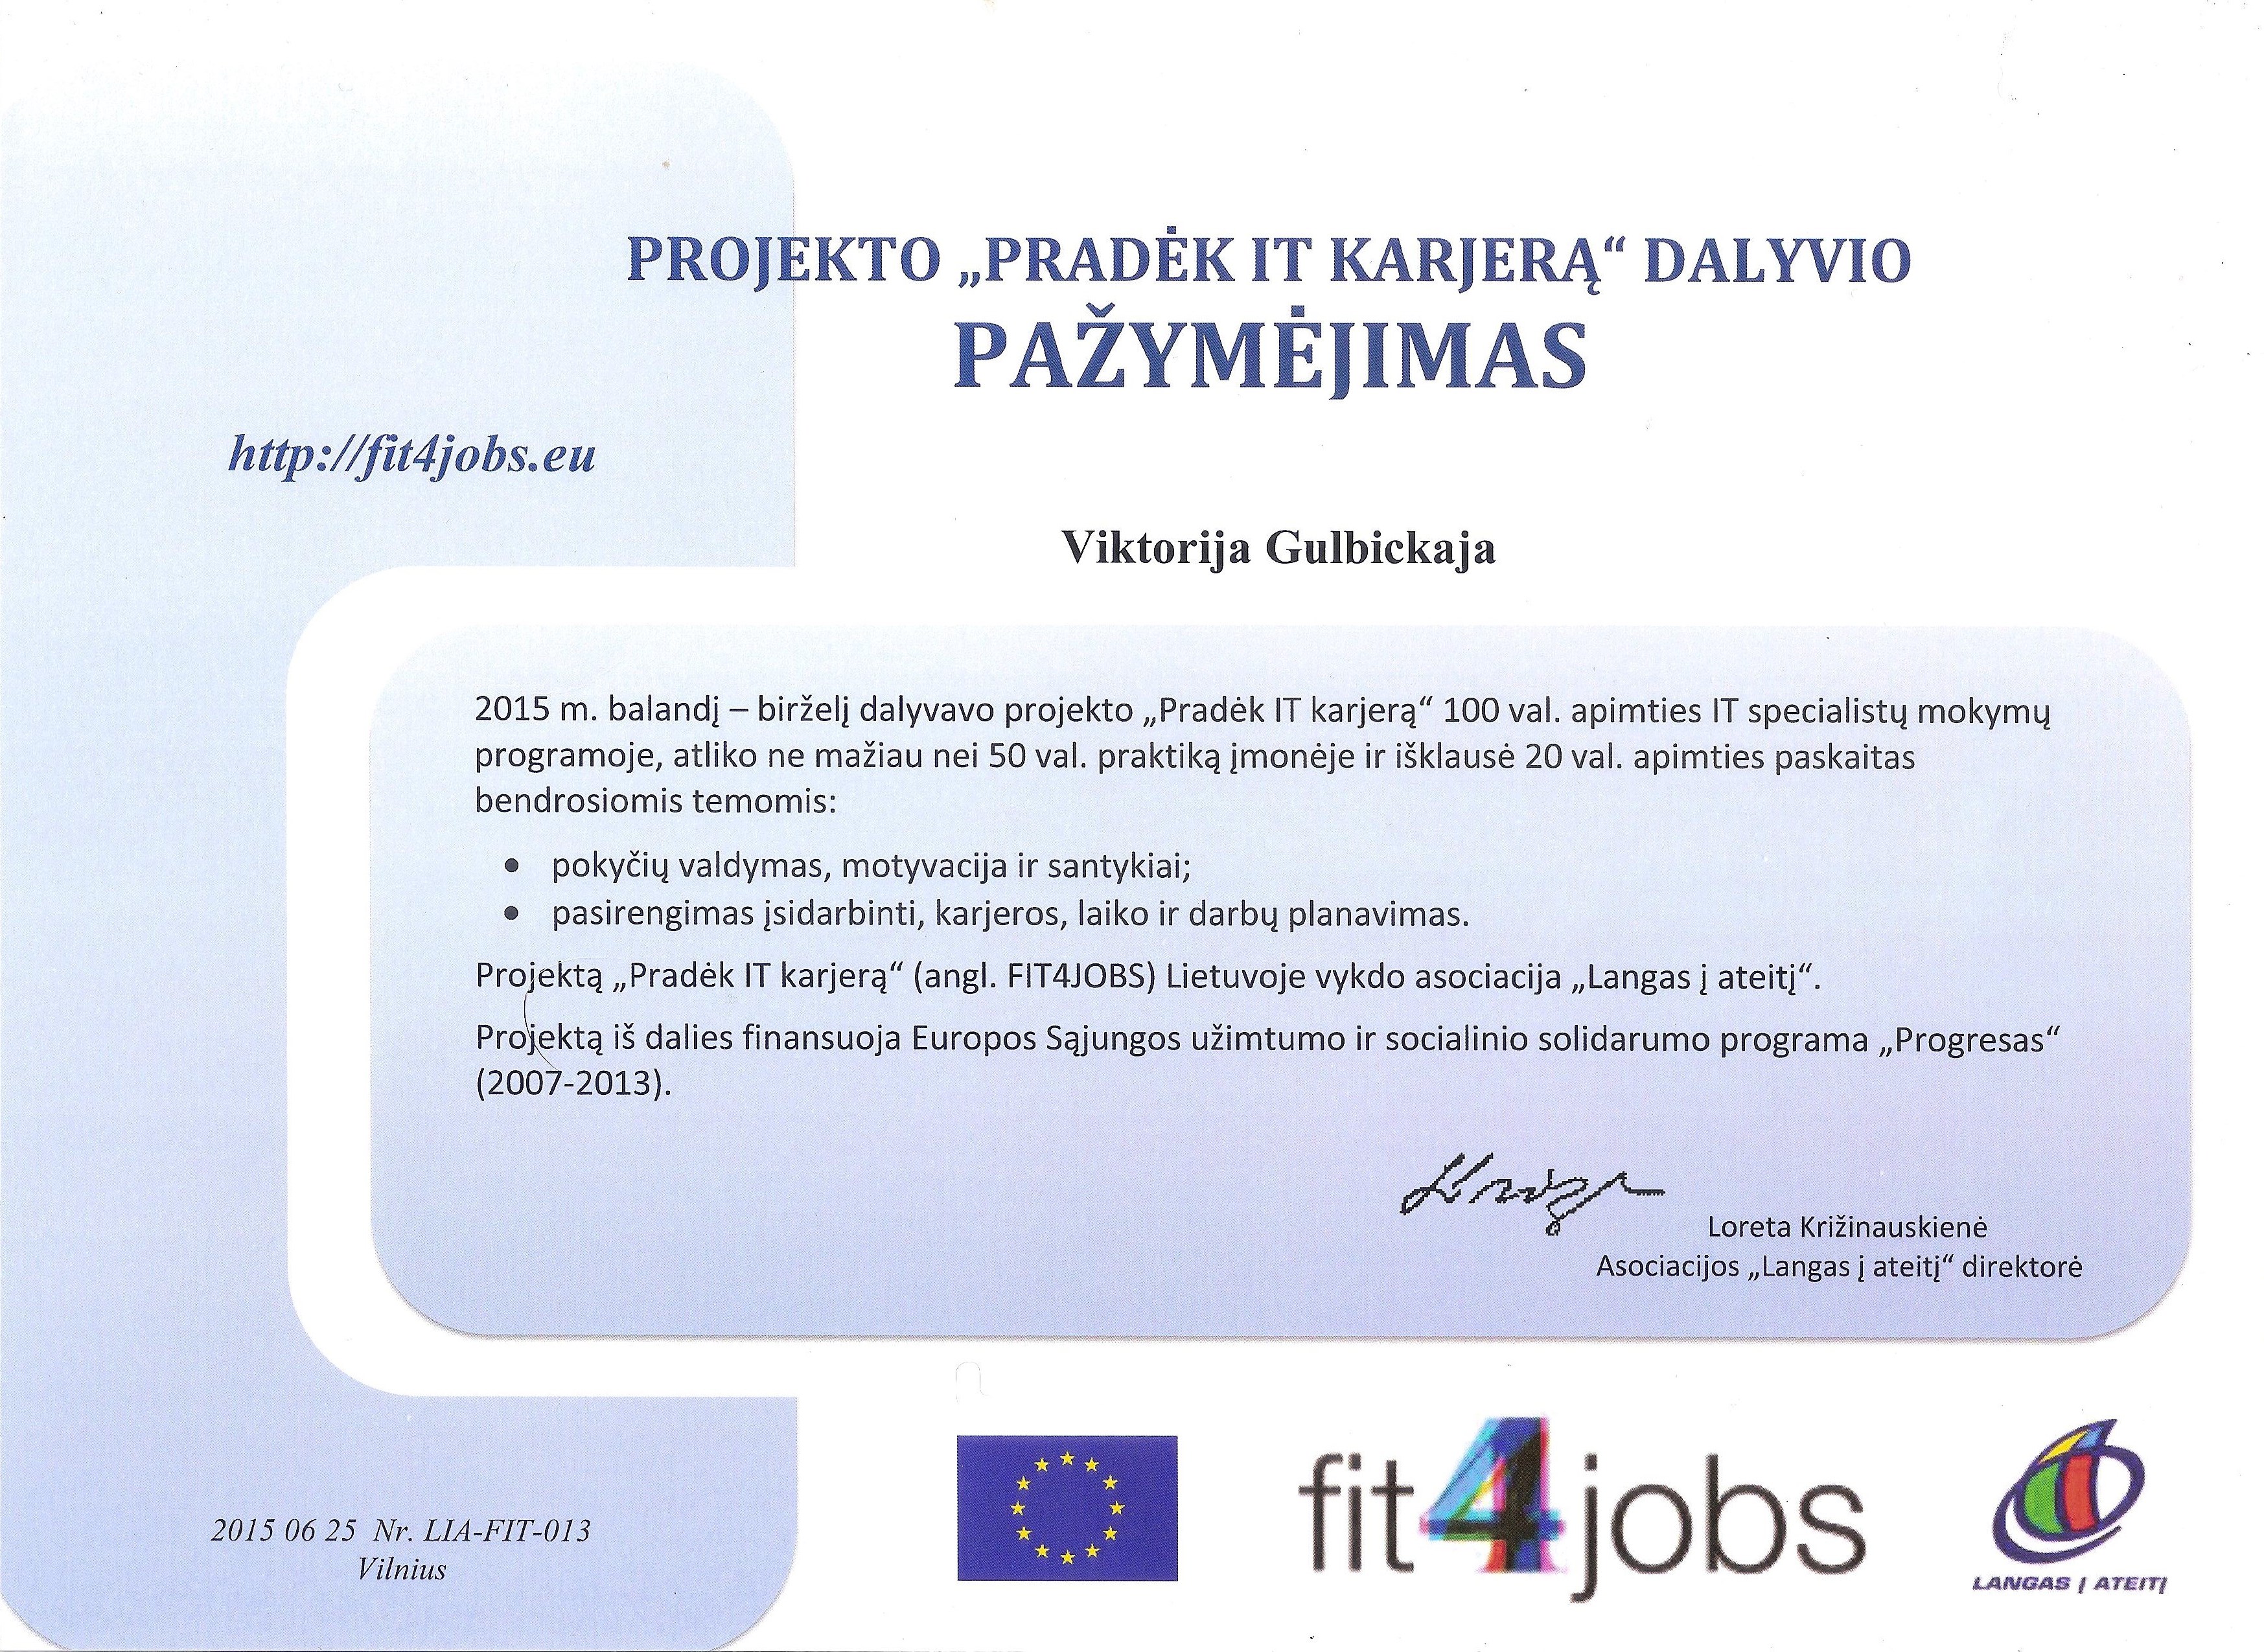 PROJEKTO „PRADĖK IT KARJERĄ“ DALYVIO
PAŽYMĖJIMAS
http://fit4jobs.eu
Viktorija Gulbickaja
2015 m. balandį – birželį dalyvavo projekto „Pradėk IT karjerą“ 100 val. apimties IT specialistų mokymų
programoje, atliko ne mažiau nei 50 val. praktiką įmonėje ir išklausė 20 val. apimties paskaitas
bendrosiomis temomis:
• pokyčių valdymas, motyvacija ir santykiai;
• pasirengimas įsidarbinti, karjeros, laiko ir darbų planavimas.
Projektą „Pradėk IT karjerą“ (angl. FIT4JOBS) Lietuvoje vykdo asociacija „Langas į ateitį“.
Projektą iš dalies finansuoja Europos Sąjungos užimtumo ir socialinio solidarumo programa „Progresas“
(2007-2013).
Loreta Križinauskienė
Asociacijos „Langas į ateitį“ direktorė
2015 06 25 Nr. LIA-FIT-013
Vilnius
fit4jobs
LANGAS Į ATEITĮ